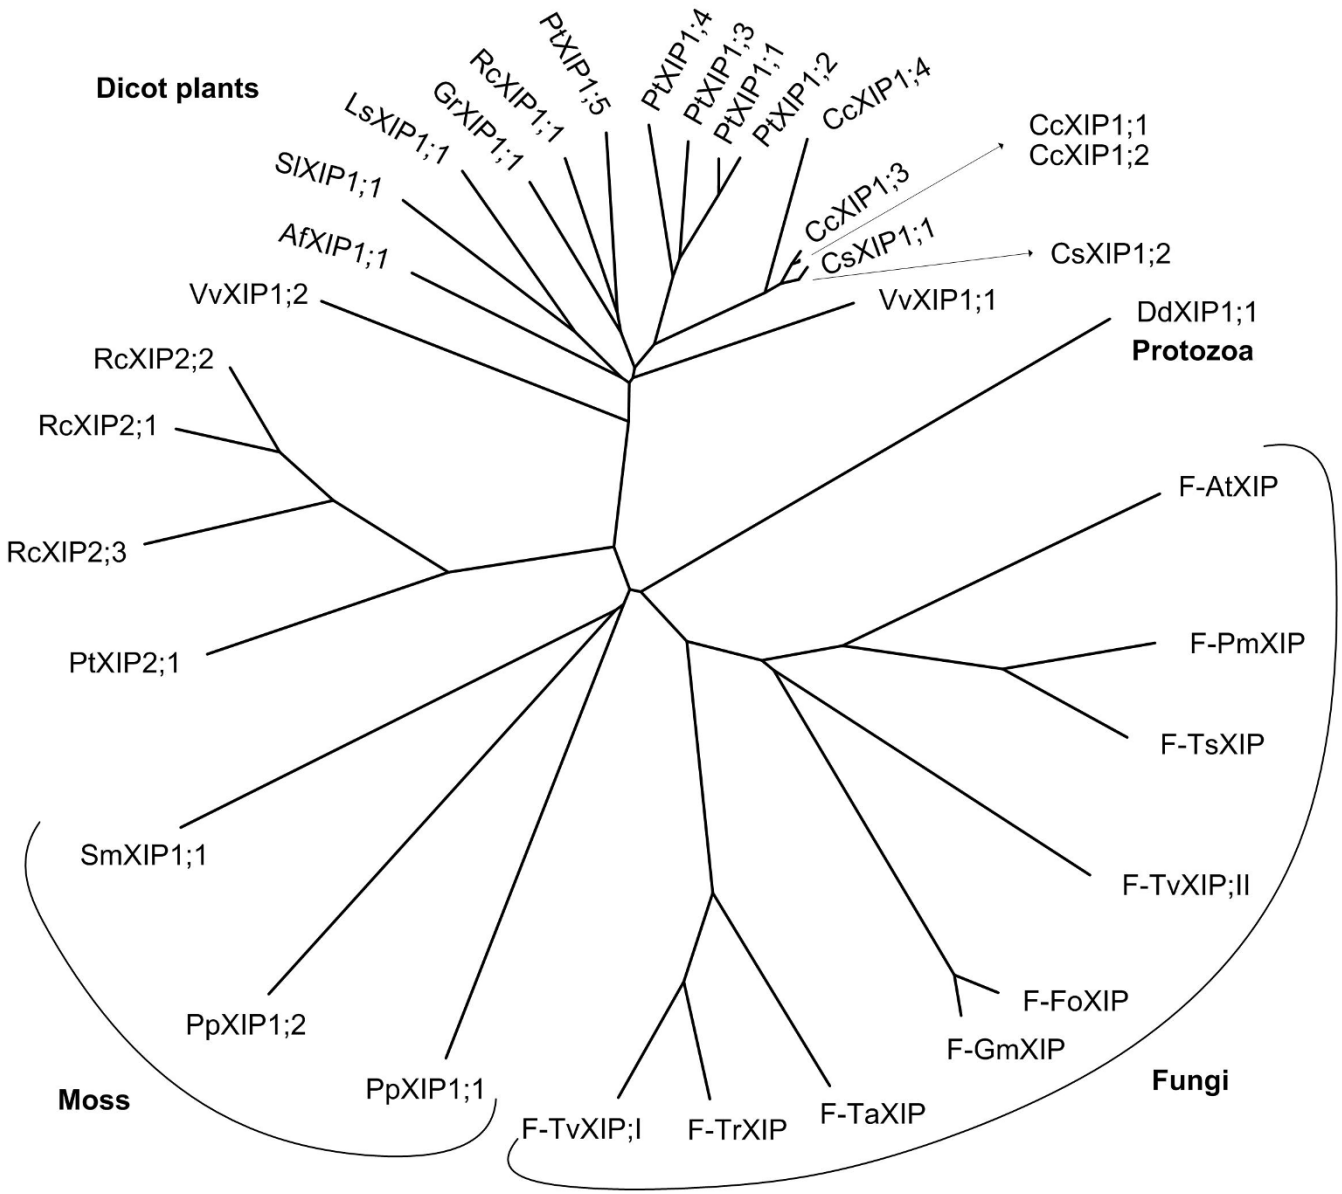 Dicot plants
PtXIP1;5
PtXIP1;4
PtXIP1;3
PtXIP1;1
PtXIP1;2
CcXIP1;4
RcXIP1;1
GrXIP1;1
LsXIP1;1
SlXIP1;1
AfXIP1;1
VvXIP1;2
CcXIP1;1
CcXIP1;2
CcXIP1;3
CsXIP1;1
CsXIP1;2
VvXIP1;1
DdXIP1;1
Protozoa
RcXIP2;2
RcXIP2;1
RcXIP2;3
PtXIP2;1
F-AtXIP
F-PmXIP
F-TsXIP
F-TvXIP;II
F-FoXIP
F-GmXIP
Fungi
SmXIP1;1
PpXIP1;2
PpXIP1;1
Moss
F-TvXIP;I
F-TrXIP
F-TaXIP